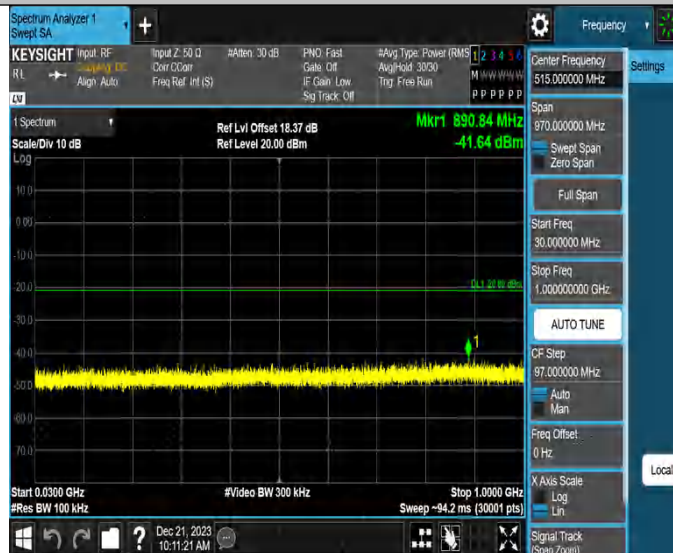 Spectrum Analyzer 1
Swept SA
+
Frequency
KEYSIGHT
RL
Input: RF
Coupling: DC
Align: Auto
Input Z: 50 Ω
Corr CCorr
Freq Ref: Int (S)
#Atten: 30 dB
PNO: Fast
Gate: Off
IF Gain: Low
Sig Track: Off
#Avg Type: Power (RMS
Avg|Hold: 30/30
Trig: Free Run
1 2 3 4 5 6
M W W W W W
P P P P P P
LXI
1 Spectrum
Scale/Div 10 dB
Log
Ref Lvl Offset 18.37 dB
Ref Level 20.00 dBm
Mkr1 890.84 MHz
-41.64 dBm
10.0
0.00
-10.0
-20.0
-30.0
-40.0
-50.0
-60.0
-70.0
1
Start 0.0300 GHz
#Res BW 100 kHz
#Video BW 300 kHz
Stop 1.0000 GHz
Sweep ~94.2 ms (30001 pts)
?
Dec 21, 2023
10:11:21 AM
Center Frequency
515.000000 MHz
Settings
Span
970.000000 MHz
Swept Span
Zero Span
Full Span
Start Freq
30.000000 MHz
Stop Freq
1.000000000 GHz
AUTO TUNE
CF Step
97.000000 MHz
Auto
Man
Freq Offset
0 Hz
X Axis Scale
Log
Lin
Local
Signal Track
(Span Zoom)